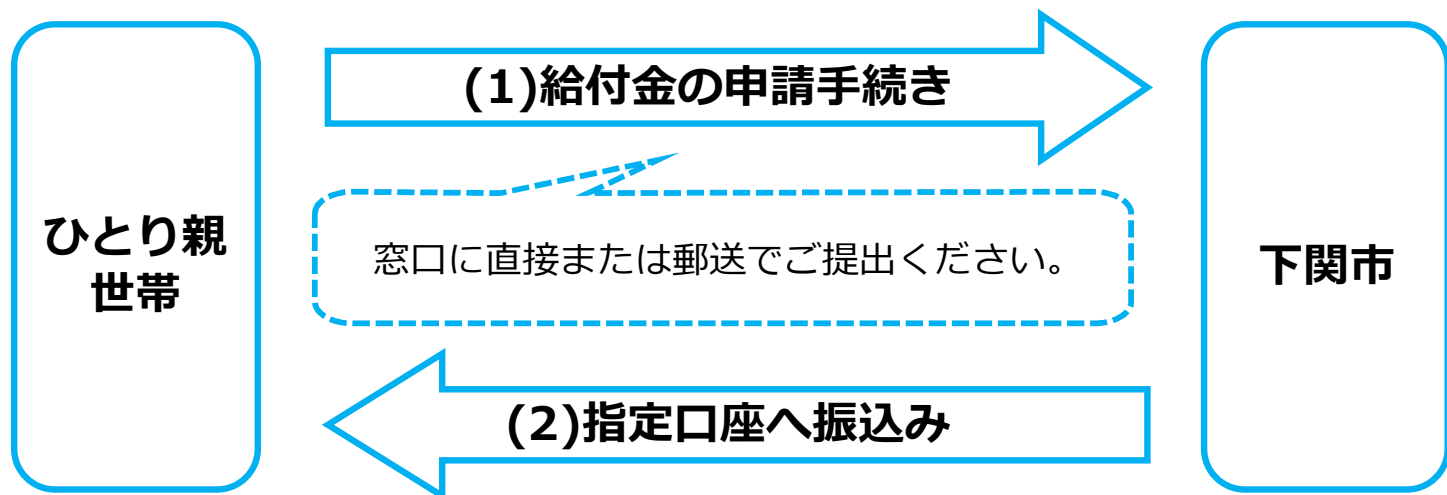 (1)給付金の申請手続き
ひとり親
世帯
窓口に直接または郵送でご提出ください。
下関市
(2)指定口座へ振込み